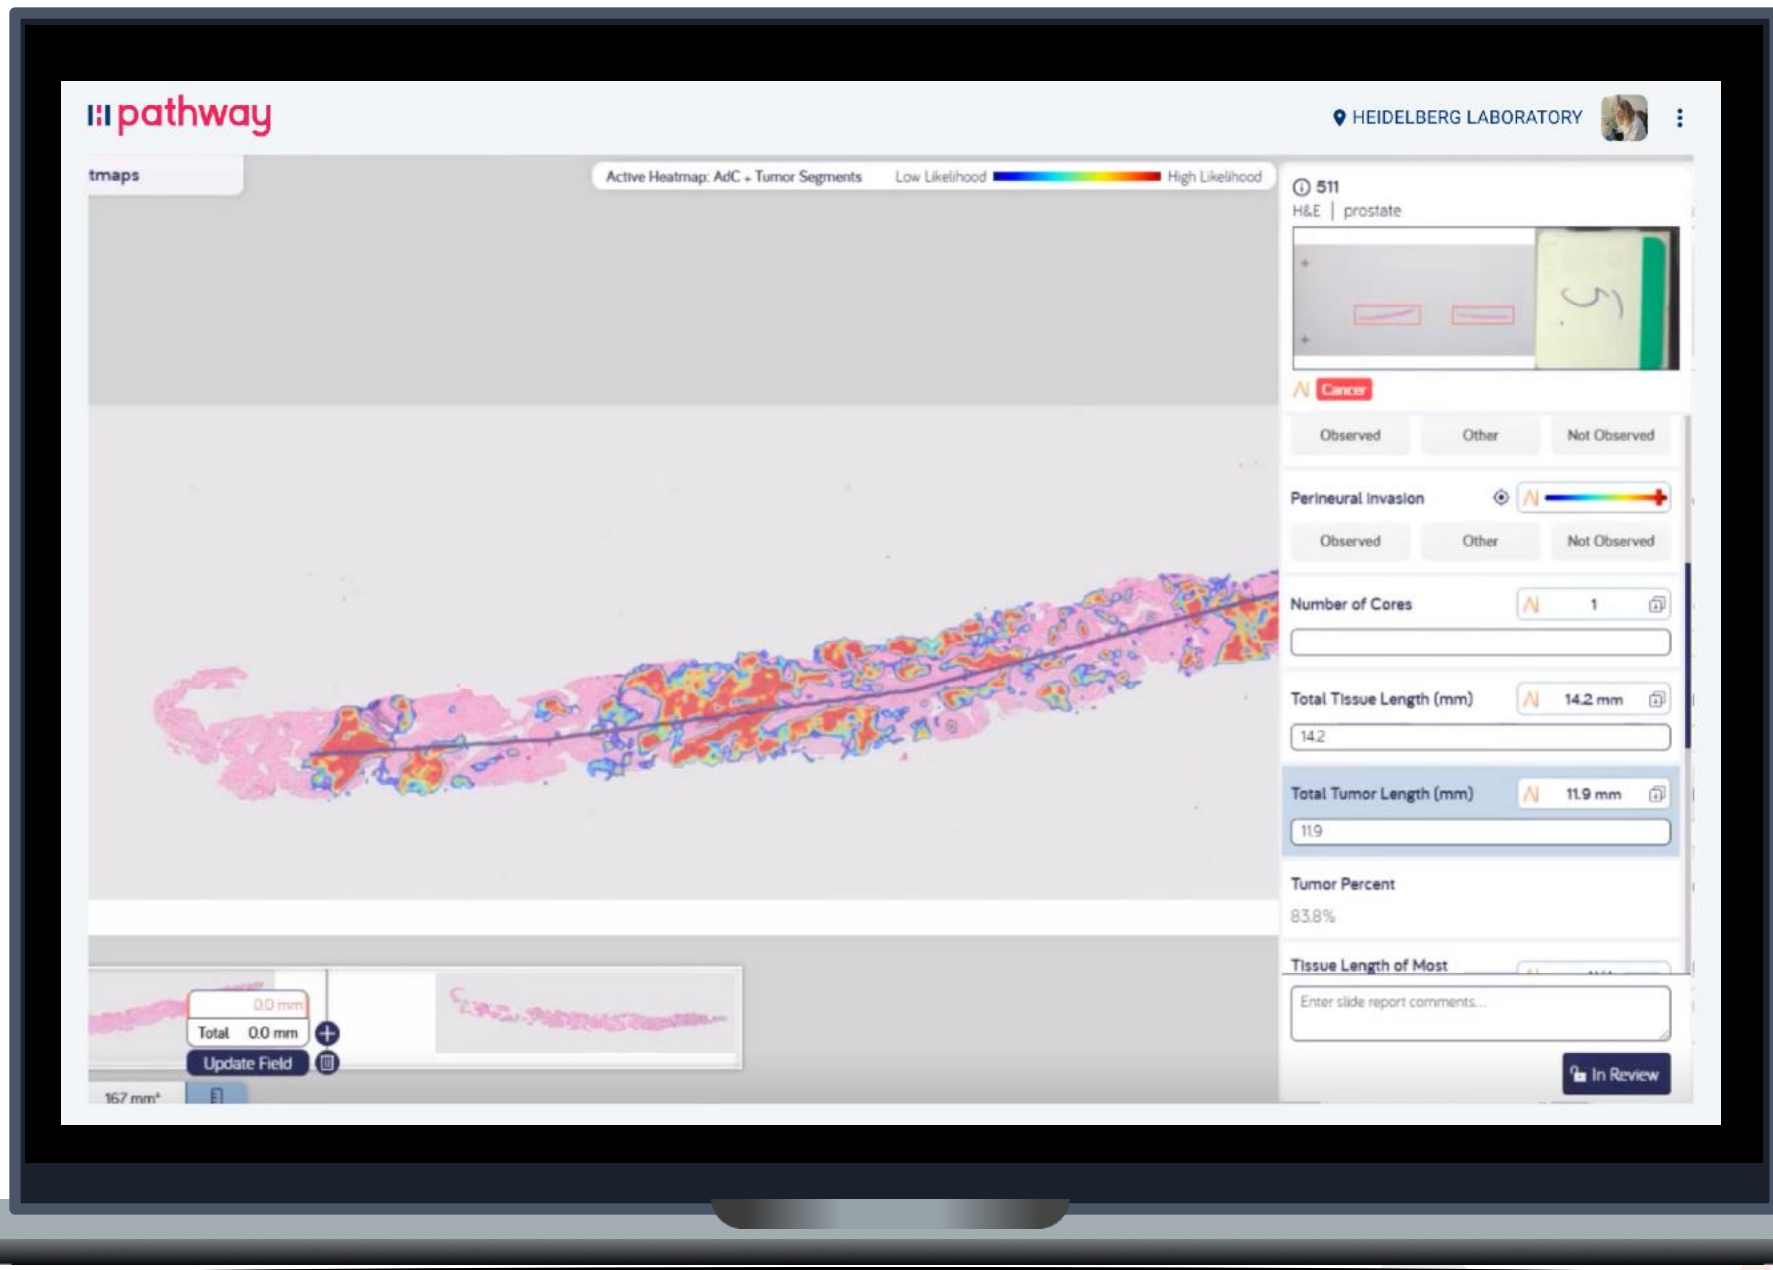 pathway
HEIDELBERG LABORATORY
tmaps
Active Heatmap: AdC + Tumor Segments
Low Likelihood
High Likelihood
511
H&E | prostate
Cancer
Observed Other Not Observed
Perineural Invasion
Observed Other Not Observed
Number of Cores 1
Total Tissue Length (mm) 14.2 mm
14.2
Total Tumor Length (mm) 11.9 mm
11.9
Tumor Percent
83.8%
Tissue Length of Most
Enter slide report comments...
In Review
0.0 mm
Total 0.0 mm
Update Field
167 mm²